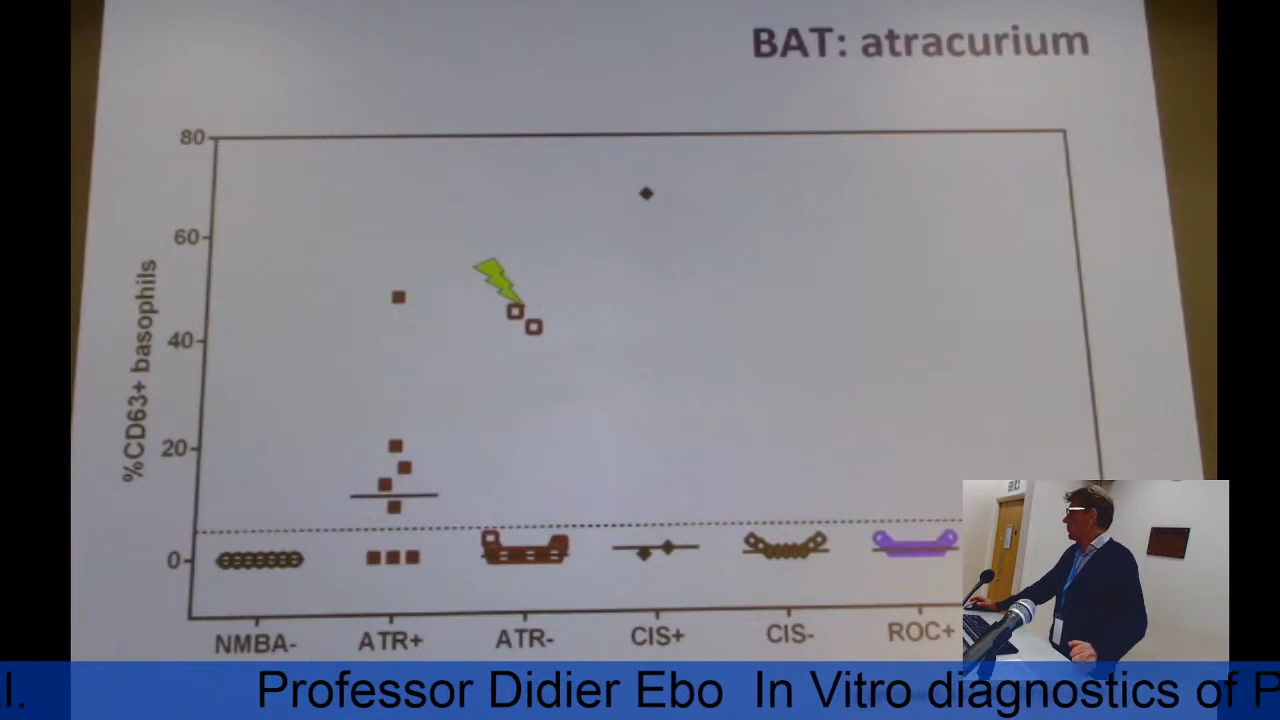 BAT: atracurium
80
60
40
20
0
%CD63+ basophils
NMBA-
ATR+
ATR-
CIS+
CIS-
ROC+
l.
Professor Didier Ebo In Vitro diagnostics of P